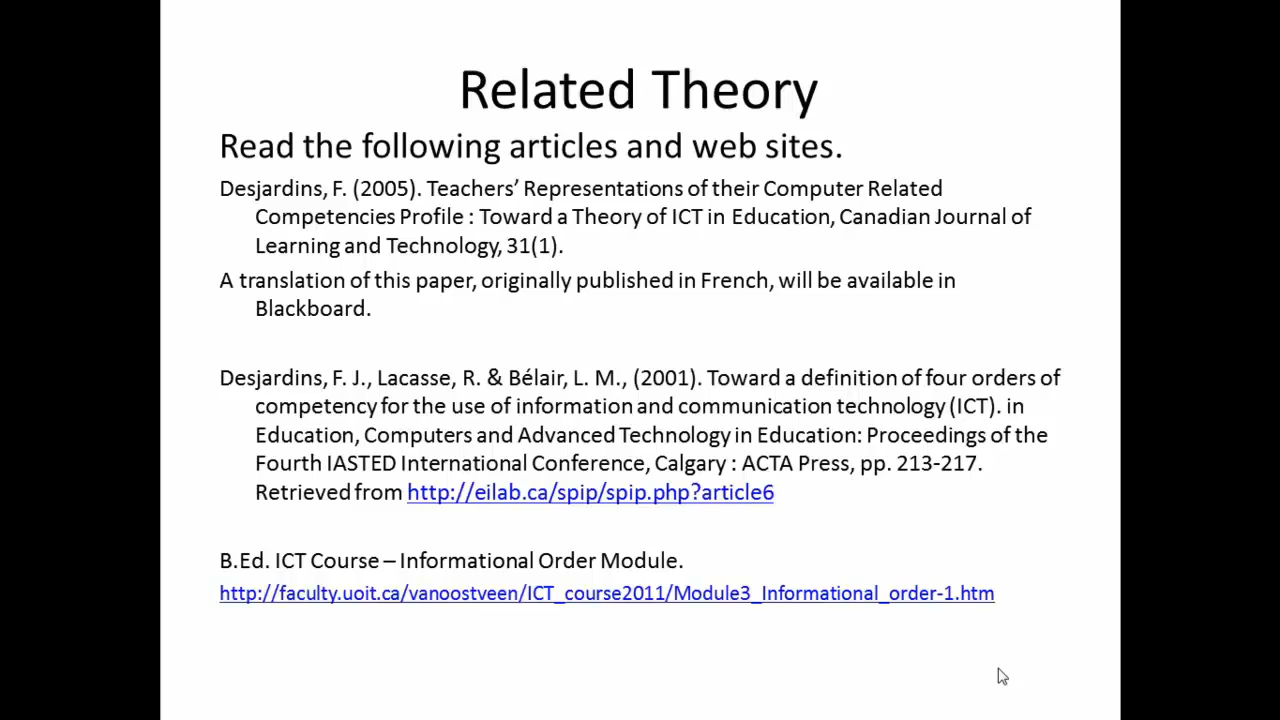 Related Theory
Read the following articles and web sites.
Desjardins, F. (2005). Teachers’ Representations of their Computer Related
Competencies Profile : Toward a Theory of ICT in Education, Canadian Journal of
Learning and Technology, 31(1).
A translation of this paper, originally published in French, will be available in
Blackboard.
Desjardins, F. J., Lacasse, R. & Bélair, L. M., (2001). Toward a definition of four orders of
competency for the use of information and communication technology (ICT). in
Education, Computers and Advanced Technology in Education: Proceedings of the
Fourth IASTED International Conference, Calgary : ACTA Press, pp. 213-217.
Retrieved from http://eilab.ca/spip/spip.php?article6
B.Ed. ICT Course – Informational Order Module.
http://faculty.uoit.ca/vanoostveen/ICT_course2011/Module3_Informational_order-1.htm